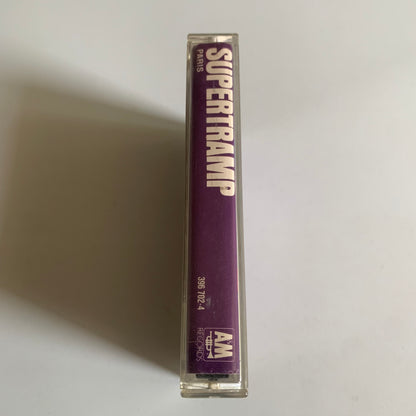 SUPERTRAMP
PARIS
396 702-4
A&M
RECORDS